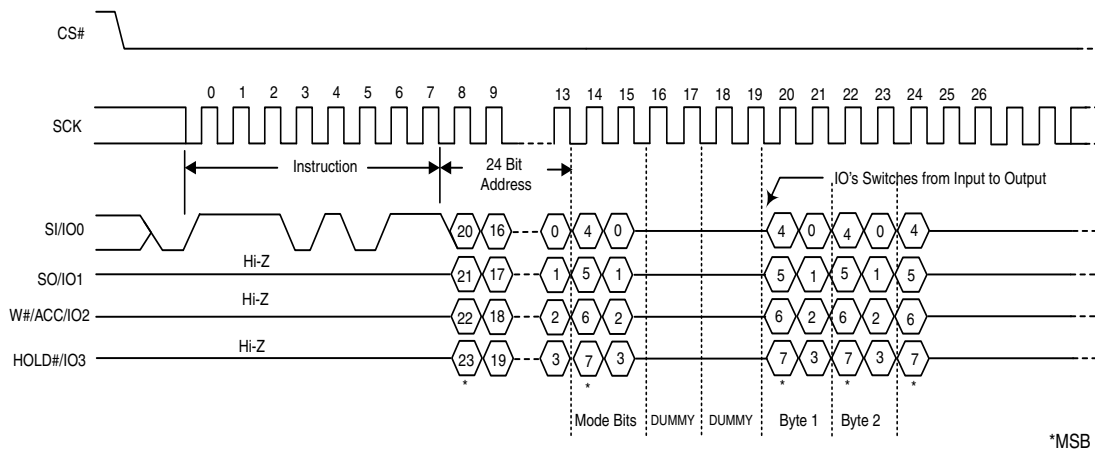 CS#
0 1 2 3 4 5 6 7 8 9 13 14 15 16 17 18 19 20 21 22 23 24 25 26
SCK
Instruction
24 Bit
Address
IO's Switches from Input to Output
SI/IO0
20 16 0 4 0 4 0 4 0 4
Hi-Z
SO/IO1
21 17 1 5 1 5 1 5 1 5
Hi-Z
W#/ACC/IO2
22 18 2 6 2 6 2 6 2 6
Hi-Z
HOLD#/IO3
23 19 3 7 3 7 3 7 3 7
* * * * *
Mode Bits DUMMY DUMMY Byte 1 Byte 2
*MSB